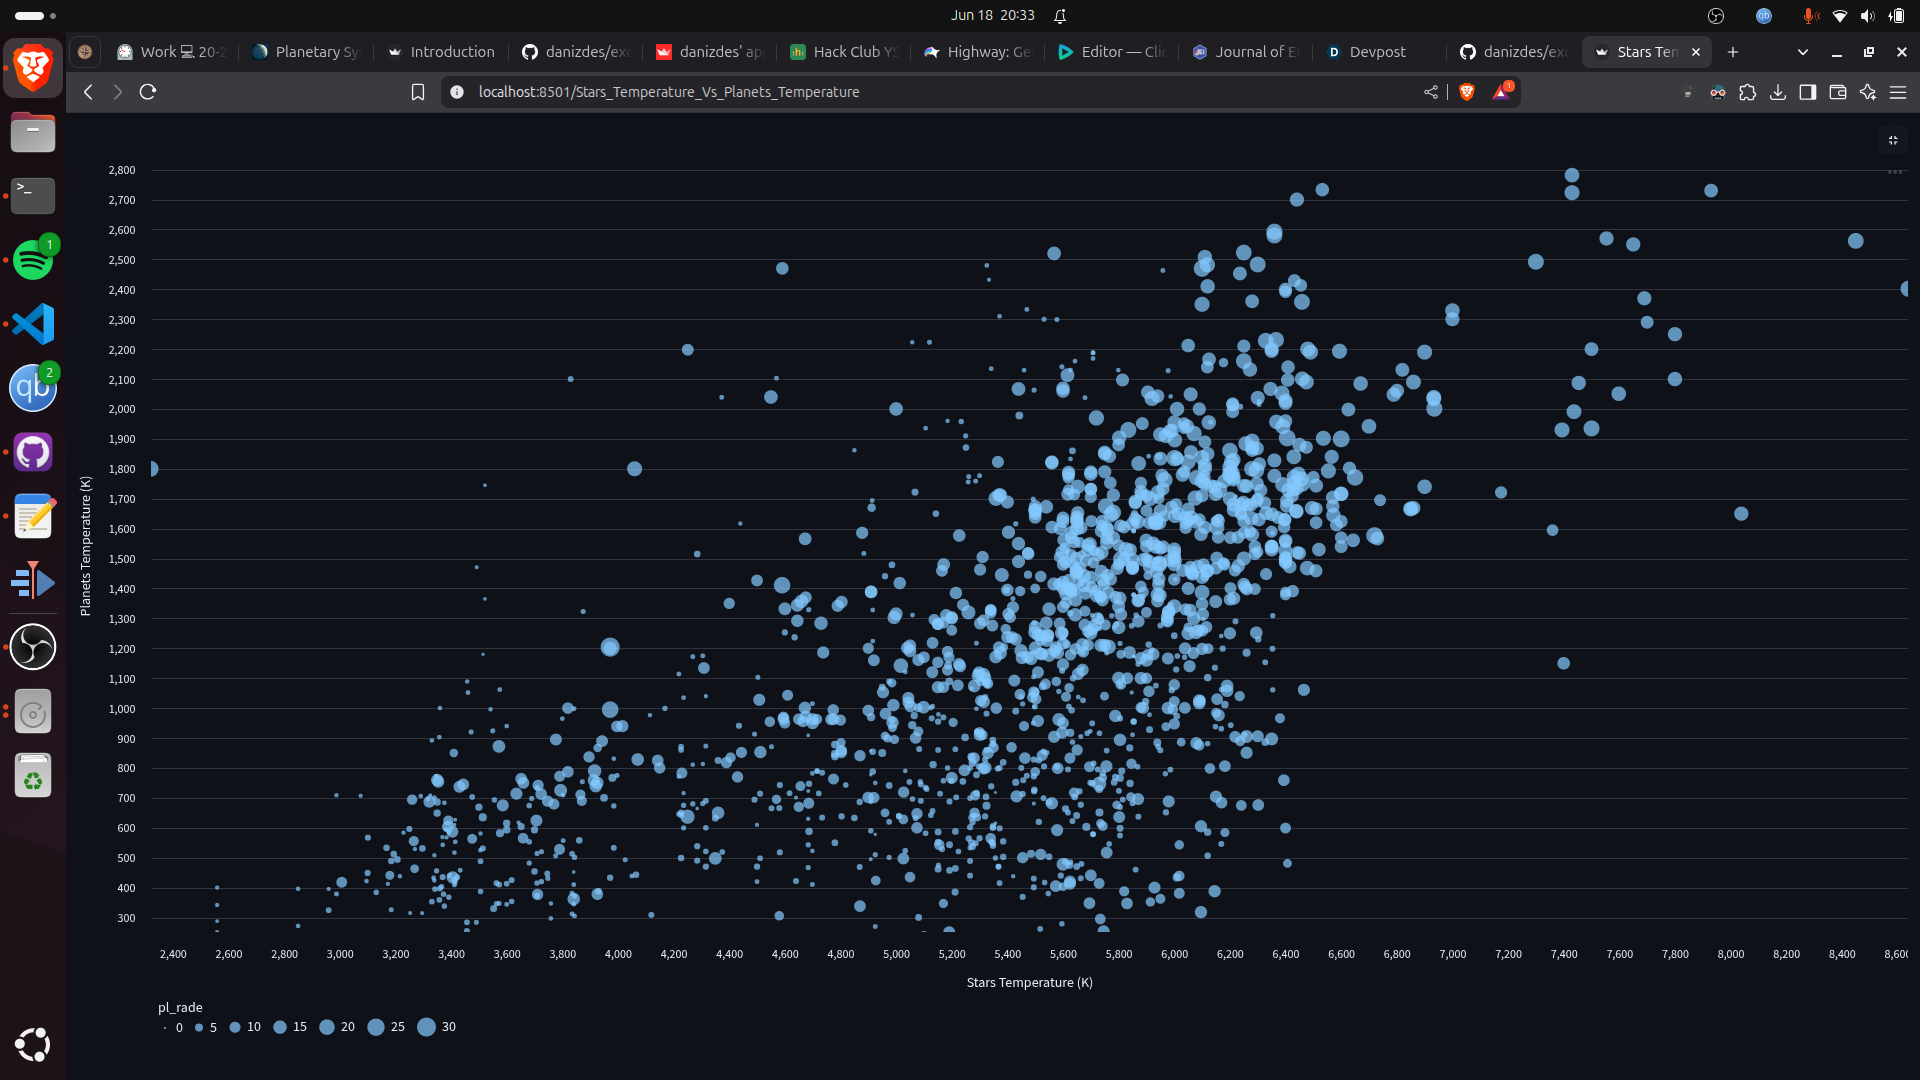 Jun 18 20:33
Work 20-2
Planetary Sy
Introduction
danizdes/exo
danizdes' ap
Hack Club YS
Highway: Ge
Editor — Clic
Journal of E
Devpost
danizdes/exo
Stars Tem
localhost:8501/Stars_Temperature_Vs_Planets_Temperature
1
1
qb
2
qb
>_
2,800
2,700
2,600
2,500
2,400
2,300
2,200
2,100
2,000
1,900
1,800
1,700
1,600
1,500
1,400
1,300
1,200
1,100
1,000
900
800
700
600
500
400
300
Planets Temperature (K)
2,400 2,600 2,800 3,000 3,200 3,400 3,600 3,800 4,000 4,200 4,400 4,600 4,800 5,000 5,200 5,400 5,600 5,800 6,000 6,200 6,400 6,600 6,800 7,000 7,200 7,400 7,600 7,800 8,000 8,200 8,400 8,600
Stars Temperature (K)
pl_rade
0 5 10 15 20 25 30